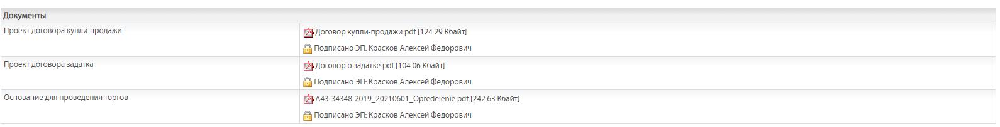 Документы
Проект договора купли-продажи
Договор купли-продажи.pdf [124.29 Кбайт]
Подписано ЭП: Красков Алексей Федорович
Проект договора задатка
Договор о задатке.pdf [104.06 Кбайт]
Подписано ЭП: Красков Алексей Федорович
Основание для проведения торгов
А43-34348-2019_20210601_Opredelenie.pdf [242.63 Кбайт]
Подписано ЭП: Красков Алексей Федорович